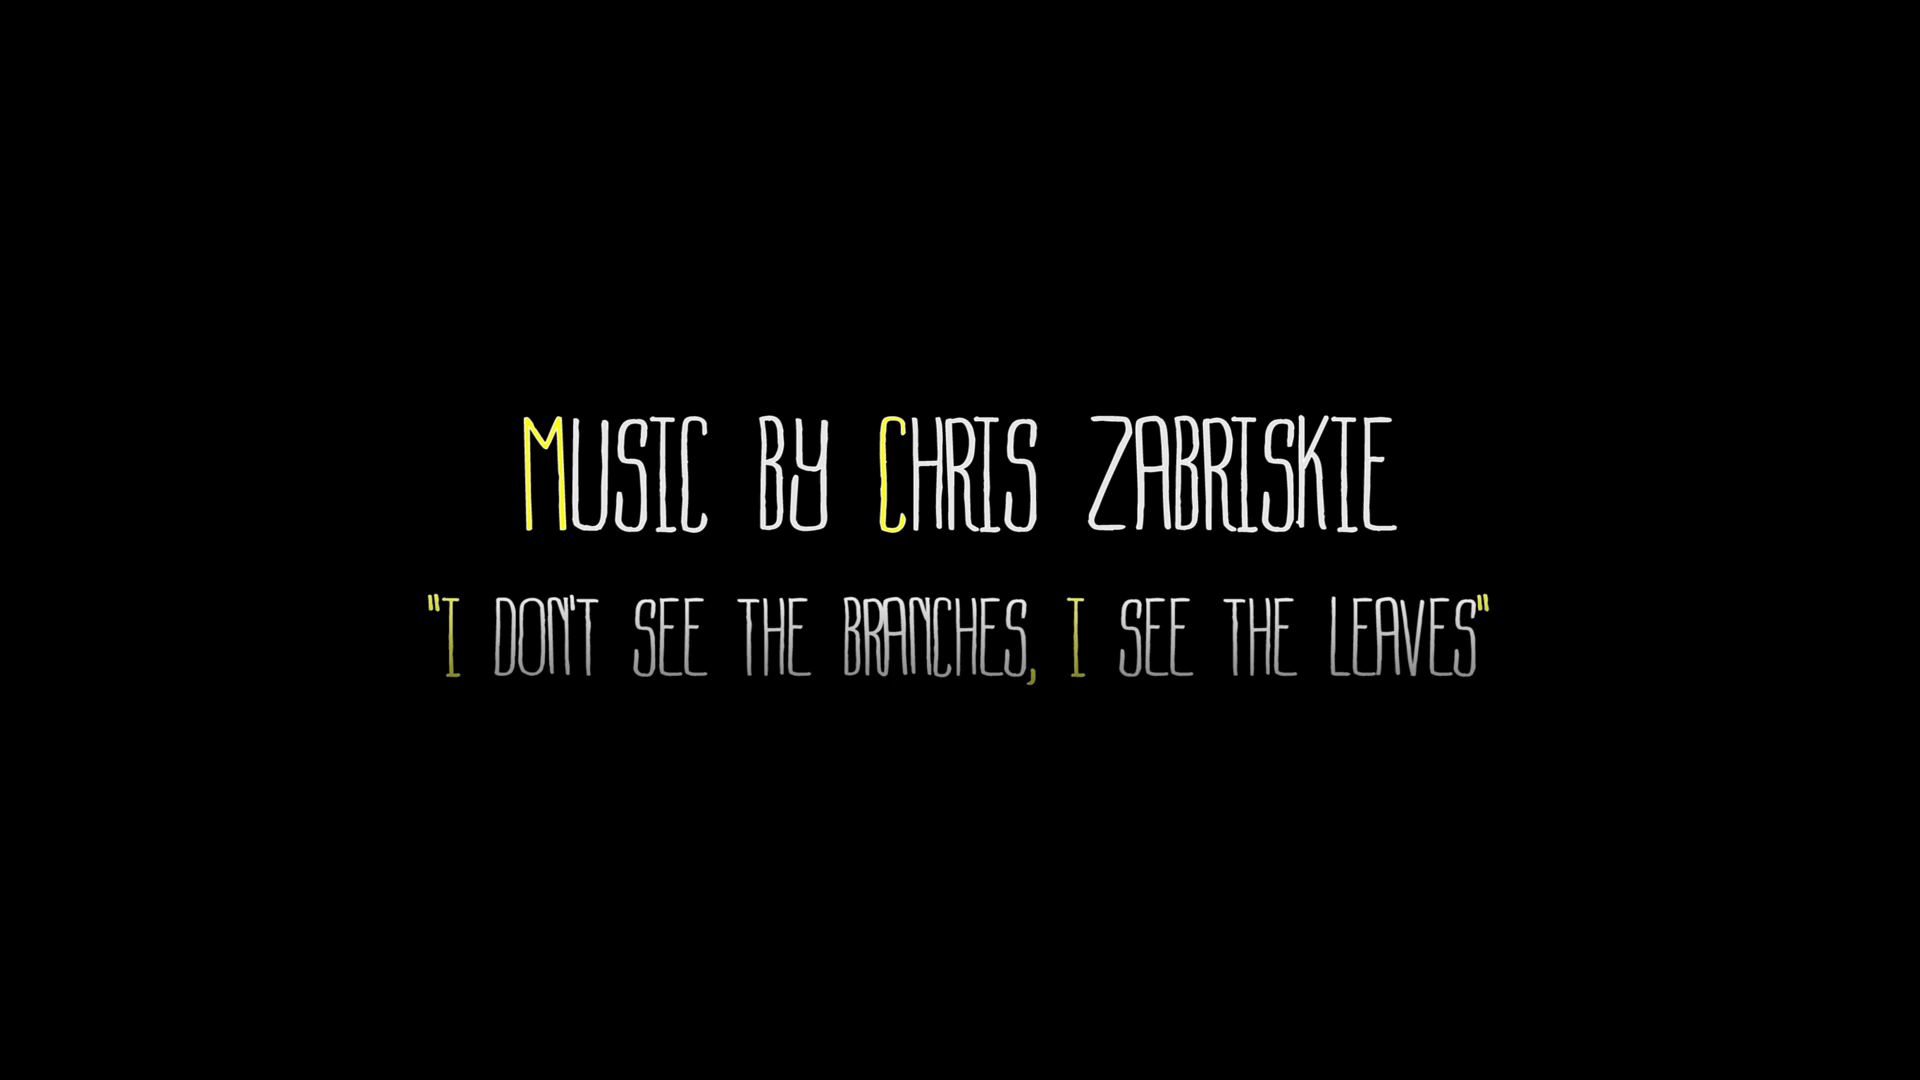 MUSIC BY CHRIS ZABRISKIE
"I DON'T SEE THE BRANCHES, I SEE THE LEAVES"